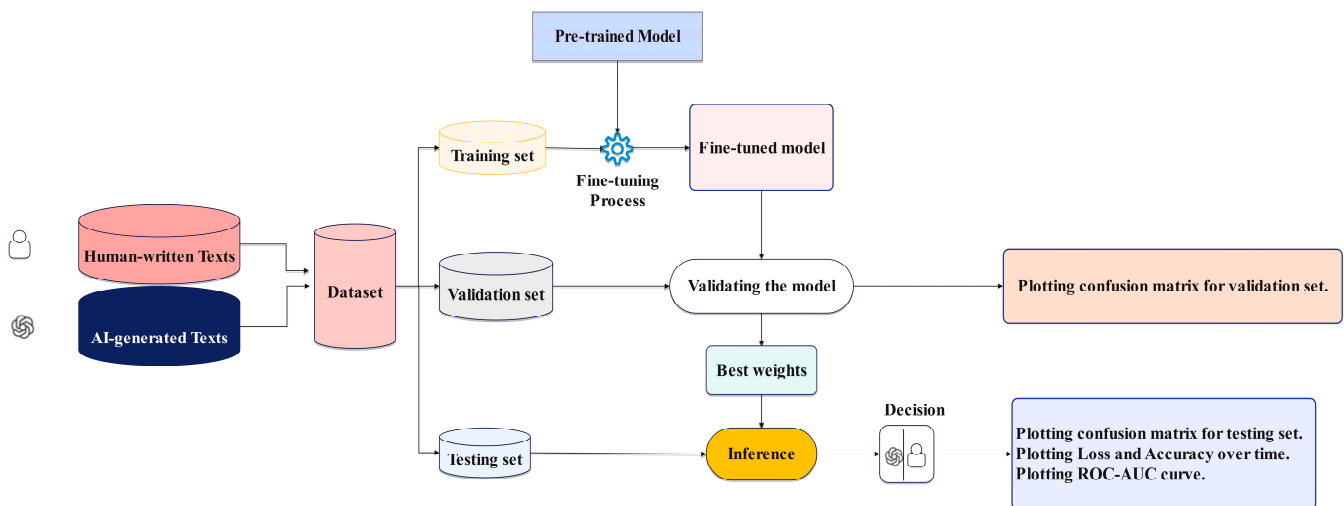 Pre-trained Model
Training set
Fine-tuning
Process
Fine-tuned model
Human-written Texts
AI-generated Texts
Dataset
Validation set
Validating the model
Plotting confusion matrix for validation set.
Best weights
Testing set
Inference
Decision
Plotting confusion matrix for testing set.
Plotting Loss and Accuracy over time.
Plotting ROC-AUC curve.